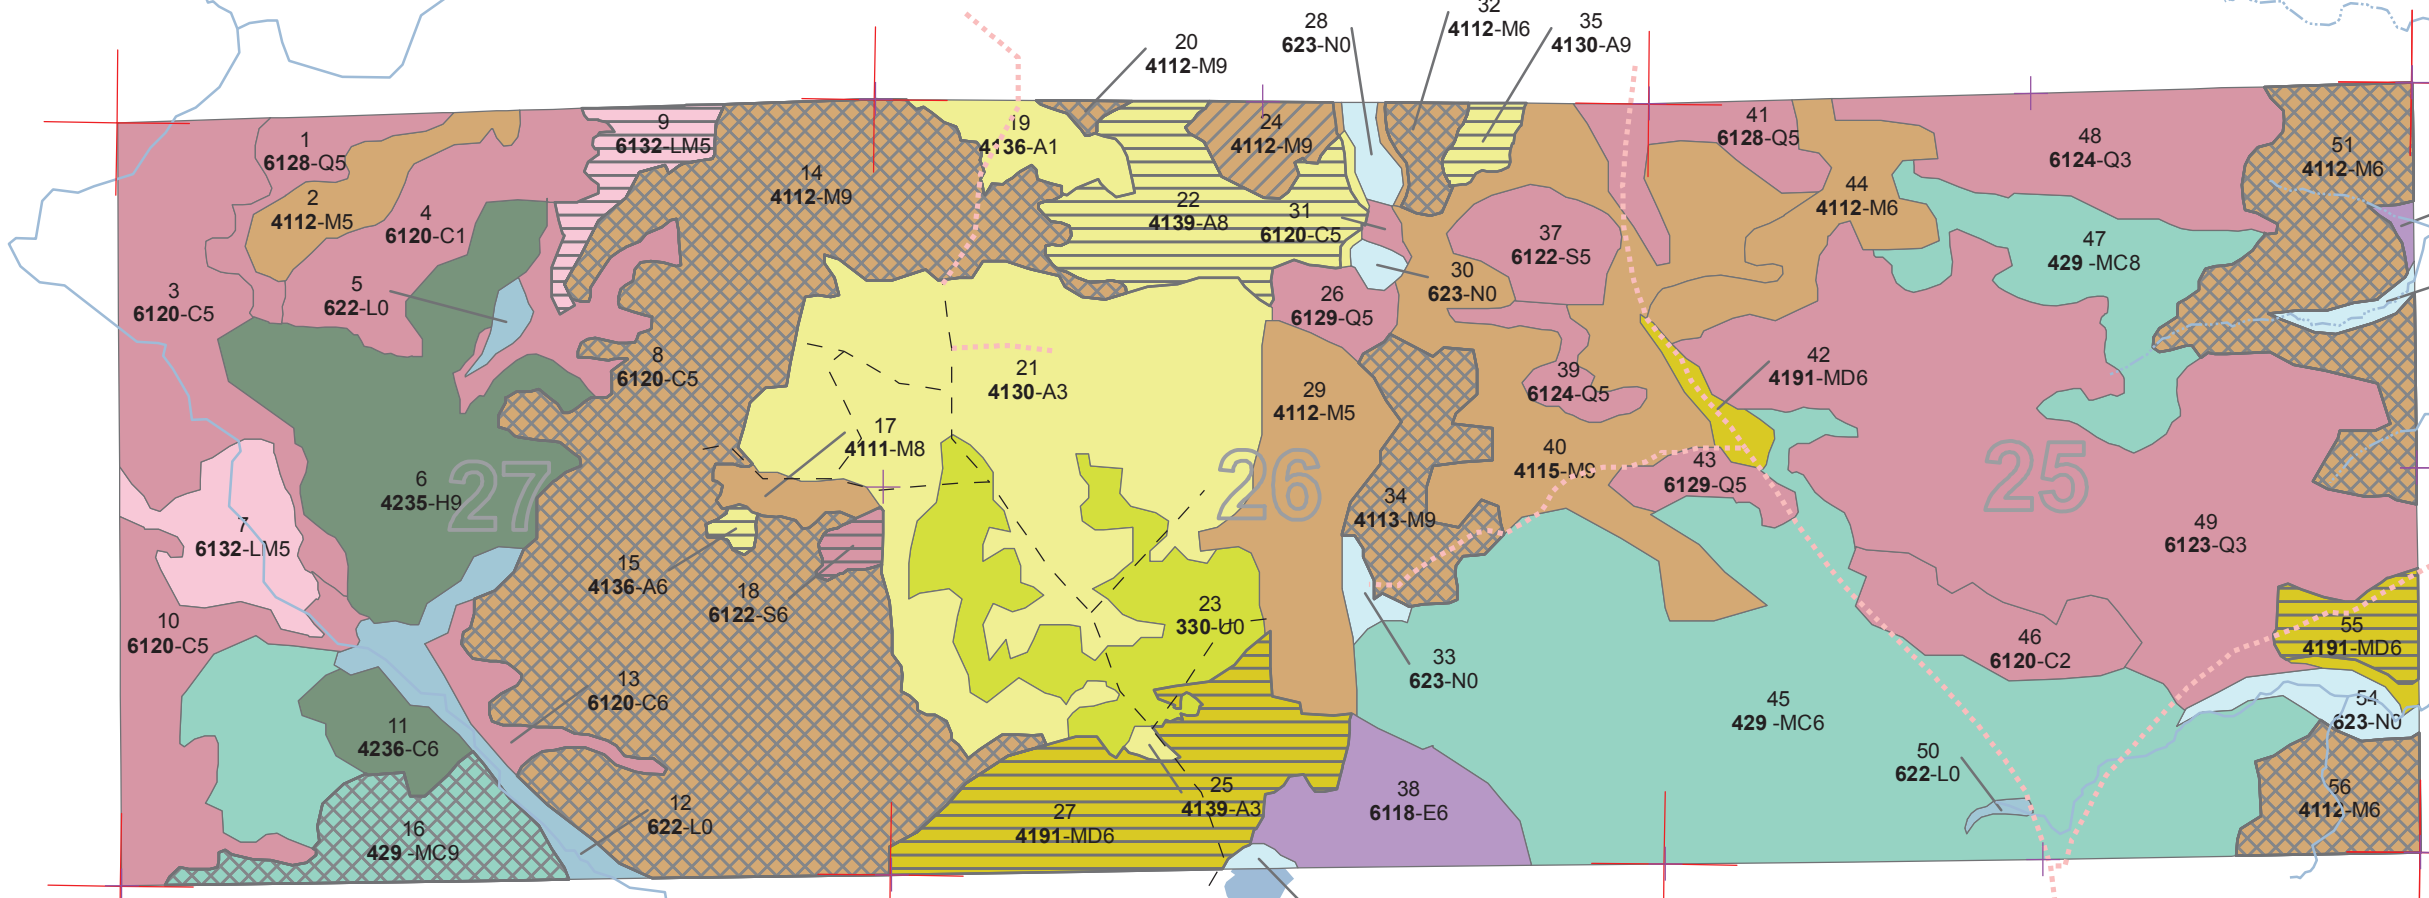 1
6128-Q5
2
4112-M5
3
6120-C5
4
6120-C1
5
622-L0
6
4235-H9
7
6132-LM5
8
6120-C5
9
6132-LM5
10
6120-C5
11
4236-C6
12
622-L0
13
6120-C6
14
4112-M9
15
4136-A6
16
429 -MC9
17
4111-M8
18
6122-S6
19
4136-A1
20
4112-M9
21
4130-A3
22
4139-A8
23
330-U0
24
4112-M9
25
4139-A3
26
6129-Q5
27
4191-MD6
28
623-N0
29
4112-M5
30
623-N0
31
6120-C5
32
4112-M6
33
623-N0
34
4113-M9
35
4130-A9
37
6122-S5
38
6118-E6
39
6124-Q5
40
4115-M9
41
6128-Q5
42
4191-MD6
43
6129-Q5
44
4112-M6
45
429 -MC6
46
6120-C2
47
429 -MC8
48
6124-Q3
49
6123-Q3
50
622-L0
51
4112-M6
54
623-N0
55
4191-MD6
56
4112-M6
27
26
25